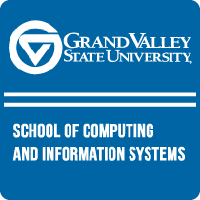 GRAND VALLEY
STATE UNIVERSITY
SCHOOL OF COMPUTING
AND INFORMATION SYSTEMS